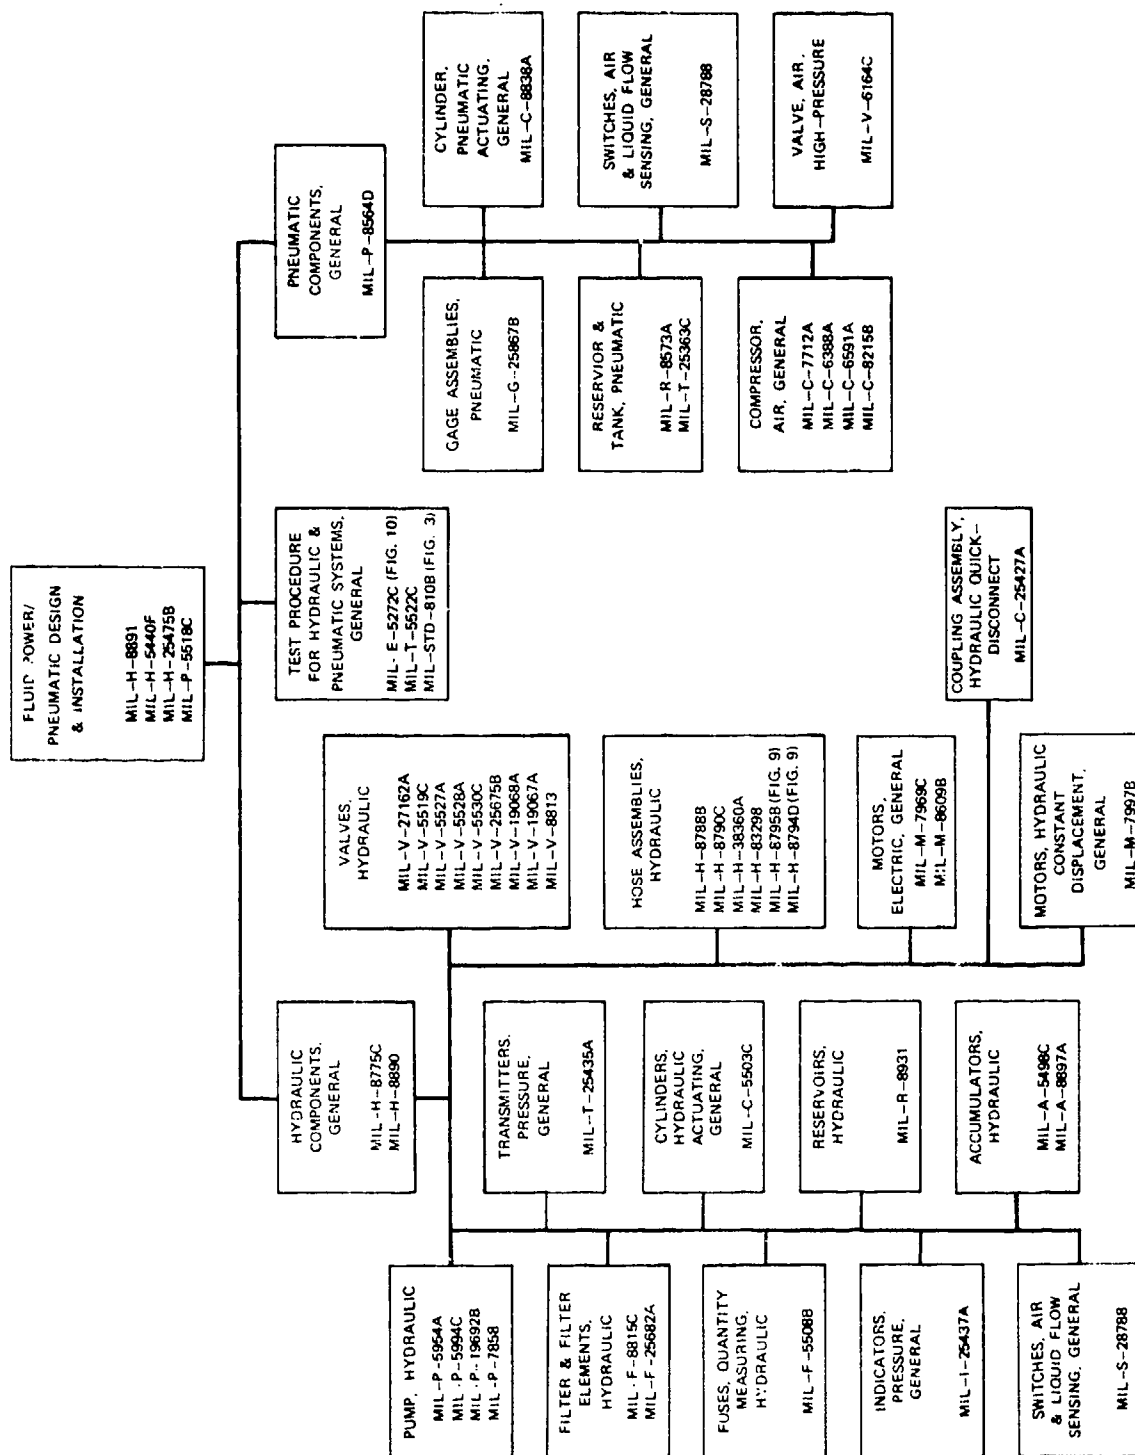 FLUID POWER/
PNEUMATIC DESIGN
& INSTALLATION
MIL-H-8891
MIL-H-5440F
MIL-H-25475B
MIL-P-5518C
HYDRAULIC
COMPONENTS,
GENERAL
MIL-H-8775C
MIL-H-8890
TEST PROCEDURE
FOR HYDRAULIC &
PNEUMATIC SYSTEMS,
GENERAL
MIL-E-5272C (FIG. 10)
MIL-T-5522C
MIL-STD-810B (FIG. 3)
PNEUMATIC
COMPONENTS,
GENERAL
MIL-P-8564D
PUMP, HYDRAULIC
MIL-P-5954A
MIL-P-5994C
MIL-P-19692B
MIL-P-7858
FILTER & FILTER
ELEMENTS,
HYDRAULIC
MIL-F-8815C
MIL-F-25682A
FUSES, QUANTITY
MEASURING,
HYDRAULIC
MIL-F-5508B
INDICATORS,
PRESSURE,
GENERAL
MIL-I-25437A
SWITCHES, AIR
& LIQUID FLOW
SENSING, GENERAL
MIL-S-28788
TRANSMITTERS,
PRESSURE,
GENERAL
MIL-T-25435A
CYLINDERS,
HYDRAULIC
ACTUATING,
GENERAL
MIL-C-5503C
RESERVOIRS,
HYDRAULIC
MIL-R-8931
ACCUMULATORS,
HYDRAULIC
MIL-A-5498C
MIL-A-8897A
VALVES,
HYDRAULIC
MIL-V-27162A
MIL-V-5519C
MIL-V-5527A
MIL-V-5528A
MIL-V-5530C
MIL-V-25675B
MIL-V-19068A
MIL-V-19067A
MIL-V-8813
HOSE ASSEMBLIES,
HYDRAULIC
MIL-H-8788B
MIL-H-8790C
MIL-H-38360A
MIL-H-83298
MIL-H-8795B (FIG. 9)
MIL-H-8794D (FIG. 9)
MOTORS,
ELECTRIC, GENERAL
MIL-M-7969C
MIL-M-8609B
COUPLING ASSEMBLY,
HYDRAULIC QUICK-
DISCONNECT
MIL-C-25427A
MOTORS, HYDRAULIC
CONSTANT
DISPLACEMENT,
GENERAL
MIL-M-7997B
GAGE ASSEMBLIES,
PNEUMATIC
MIL-G-25867B
RESERVIOR &
TANK, PNEUMATIC
MIL-R-8573A
MIL-T-25363C
COMPRESSOR,
AIR, GENERAL
MIL-C-7712A
MIL-C-6388A
MIL-C-6591A
MIL-C-82158
CYLINDER,
PNEUMATIC
ACTUATING,
GENERAL
MIL-C-8838A
SWITCHES, AIR
& LIQUID FLOW
SENSING, GENERAL
MIL-S-28788
VALVE, AIR,
HIGH-PRESSURE
MIL-V-6164C